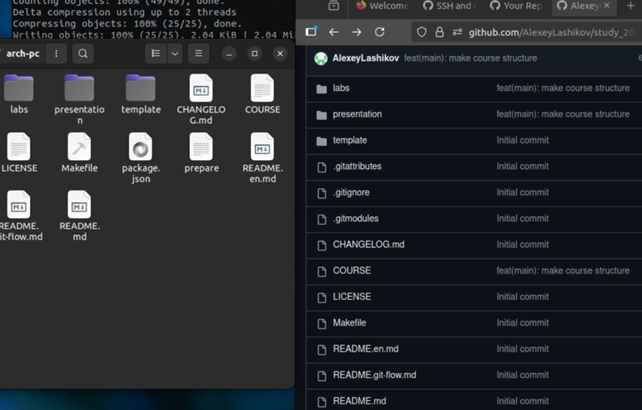 Counting objects: 100% (49/49), done.
Delta compression using up to 2 threads
Compressing objects: 100% (25/25), done.
Writing objects: 100% (25/25), 2.04 KiB | 2.04 Mi
arch-pc
labs
presentatio
n
template
CHANGELO
G.md
COURSE
LICENSE
Makefile
package.
json
prepare
README.
en.md
README.
it-flow.md
README.
md
Welcome
SSH and
Your Rep
Alexey
github.com/AlexeyLashikov/study_20
AlexeyLashikov feat(main): make course structure
labs feat(main): make course structure
presentation feat(main): make course structure
template Initial commit
.gitattributes Initial commit
.gitignore Initial commit
.gitmodules Initial commit
CHANGELOG.md Initial commit
COURSE feat(main): make course structure
LICENSE Initial commit
Makefile Initial commit
README.en.md Initial commit
README.git-flow.md Initial commit
README.md Initial commit